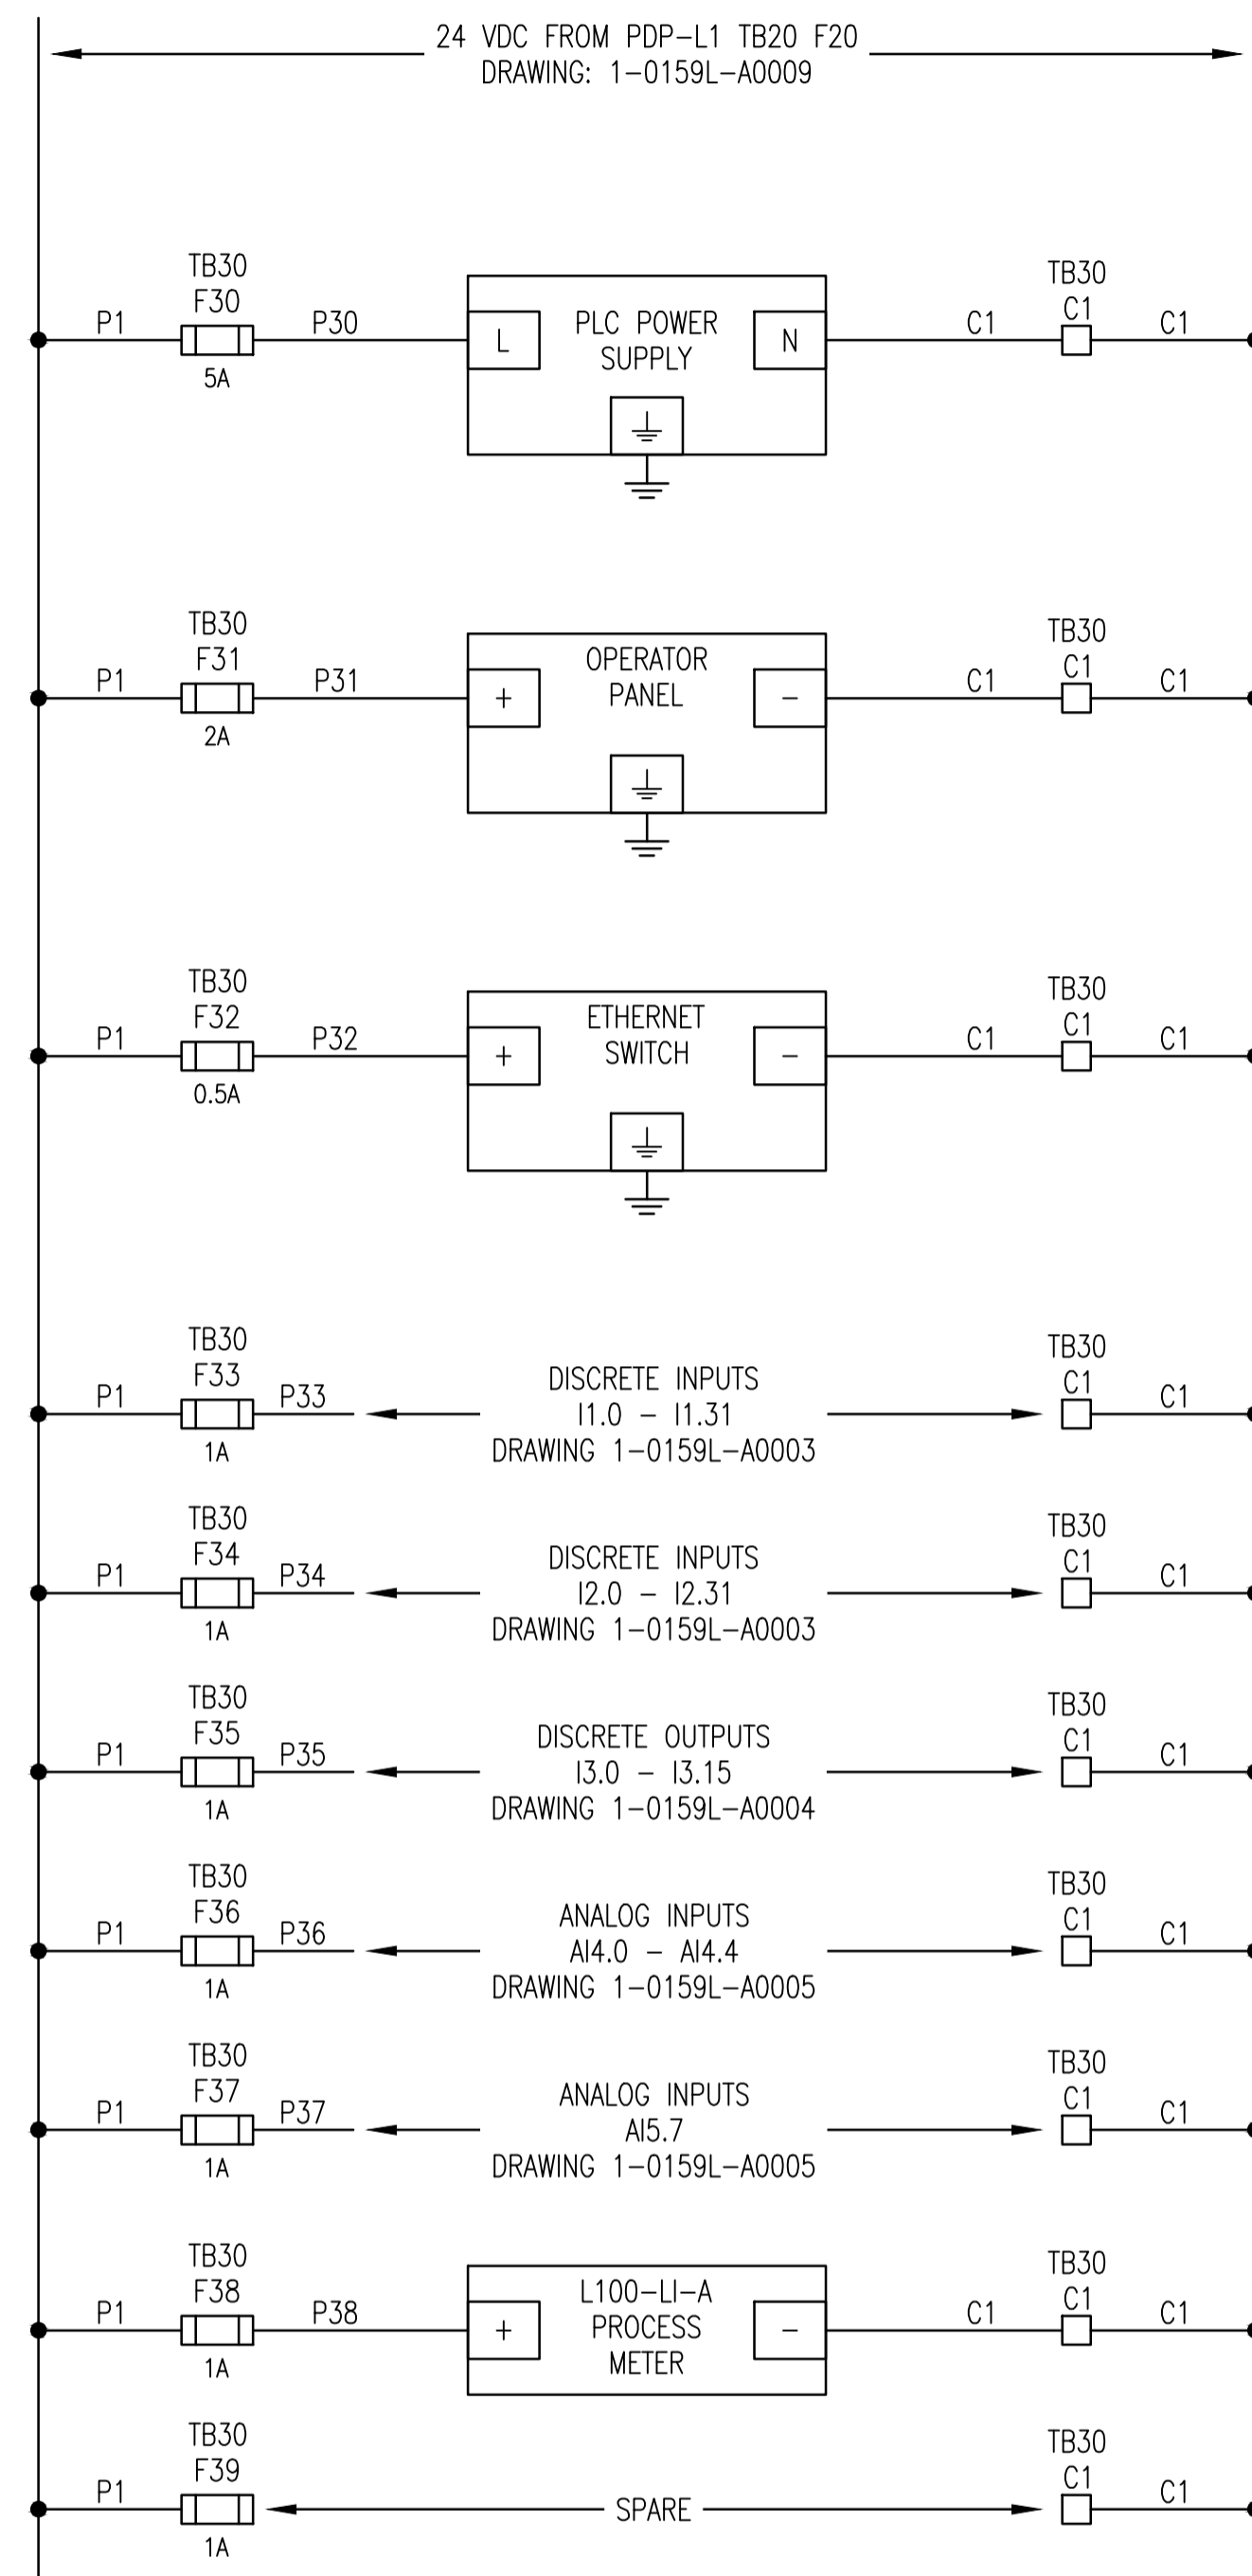 24 VDC FROM PDP-L1 TB20 F20
DRAWING: 1-0159L-A0009
TB30
F30
P1
P30
5A
L
PLC POWER
SUPPLY
N
C1
TB30
C1
C1
TB30
F31
P1
P31
2A
+
OPERATOR
PANEL
-
C1
TB30
C1
C1
TB30
F32
P1
P32
0.5A
+
ETHERNET
SWITCH
-
C1
TB30
C1
C1
TB30
F33
P1
P33
1A
DISCRETE INPUTS
I1.0 - I1.31
DRAWING 1-0159L-A0003
TB30
C1
C1
TB30
F34
P1
P34
1A
DISCRETE INPUTS
I2.0 - I2.31
DRAWING 1-0159L-A0003
TB30
C1
C1
TB30
F35
P1
P35
1A
DISCRETE OUTPUTS
I3.0 - I3.15
DRAWING 1-0159L-A0004
TB30
C1
C1
TB30
F36
P1
P36
1A
ANALOG INPUTS
AI4.0 - AI4.4
DRAWING 1-0159L-A0005
TB30
C1
C1
TB30
F37
P1
P37
1A
ANALOG INPUTS
AI5.7
DRAWING 1-0159L-A0005
TB30
C1
C1
TB30
F38
P1
P38
1A
+
L100-LI-A
PROCESS
METER
-
C1
TB30
C1
C1
TB30
F39
P1
1A
SPARE
TB30
C1
C1